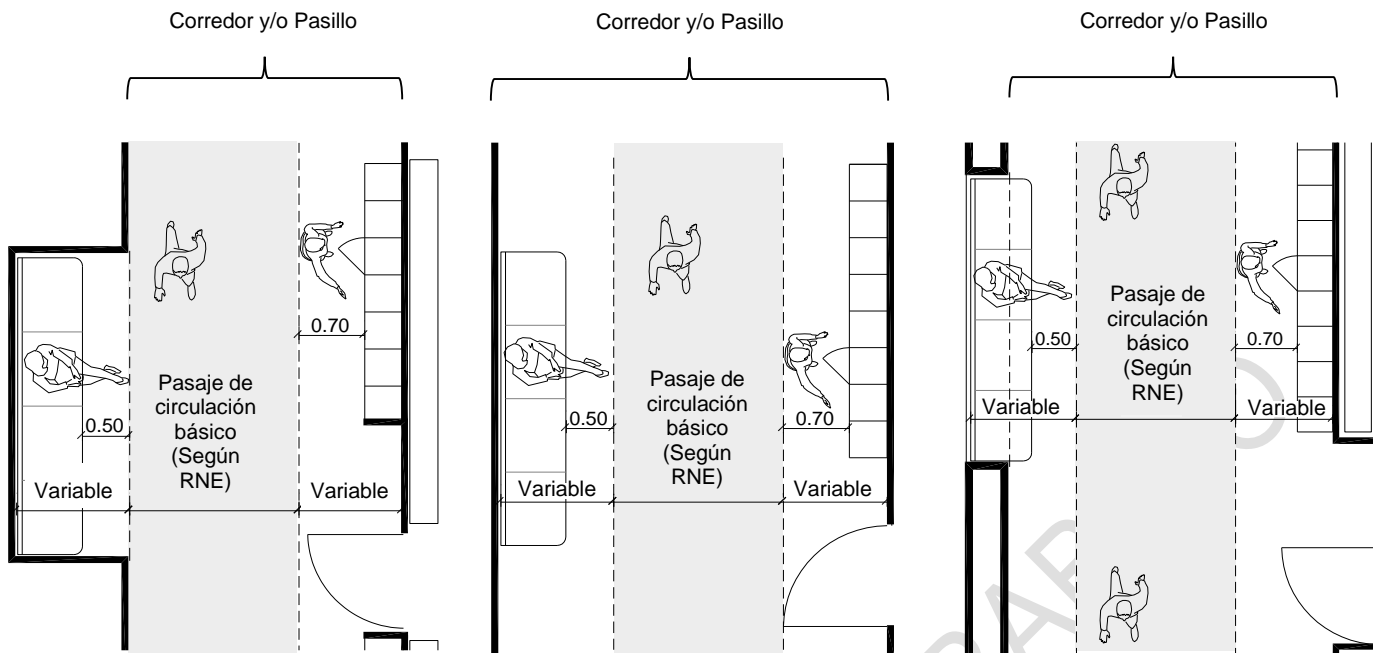 Corredor y/o Pasillo
0.70
Pasaje de
circulación
básico
(Según
RNE)
0.50
Variable
Variable
Corredor y/o Pasillo
Pasaje de
circulación
básico
(Según
RNE)
0.50
0.70
Variable
Variable
Corredor y/o Pasillo
Pasaje de
circulación
básico
(Según
RNE)
0.50
0.70
Variable
Variable